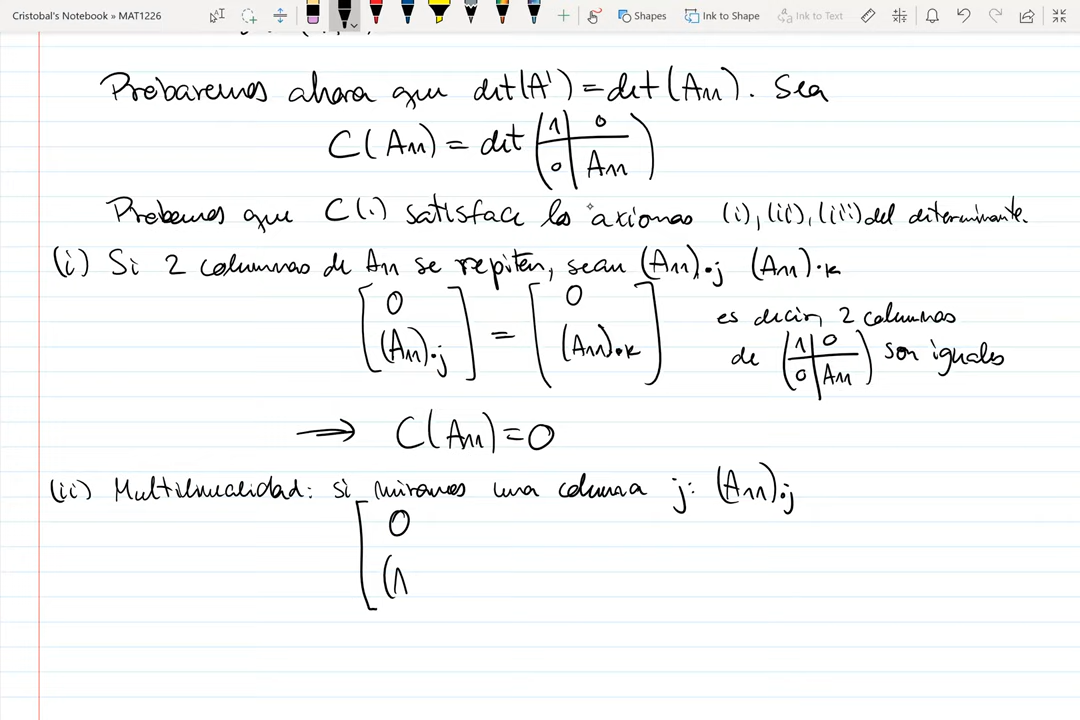 Cristobal's Notebook » MAT1226
Shapes
Ink to Shape
Ink to Text
Probaremos ahora que det(A') = det(A₁₁). Sea
C(A₁₁) = det (1 | 0
0 | A₁₁)
Probemos que C(·) satisface los axiomas (i), (ii), (iii) del determinante.
(i) Si 2 columnas de A₁₁ se repiten, sean (A₁₁)•j (A₁₁)•k
[0
(A₁₁)•j] = [0
(A₁₁)•k]
es decir, 2 columnas
de (1 | 0
0 | A₁₁) son iguales
⟹ C(A₁₁) = 0
(ii) Multilinealidad: si miramos una columna j: (A₁₁)•j
[0
(A